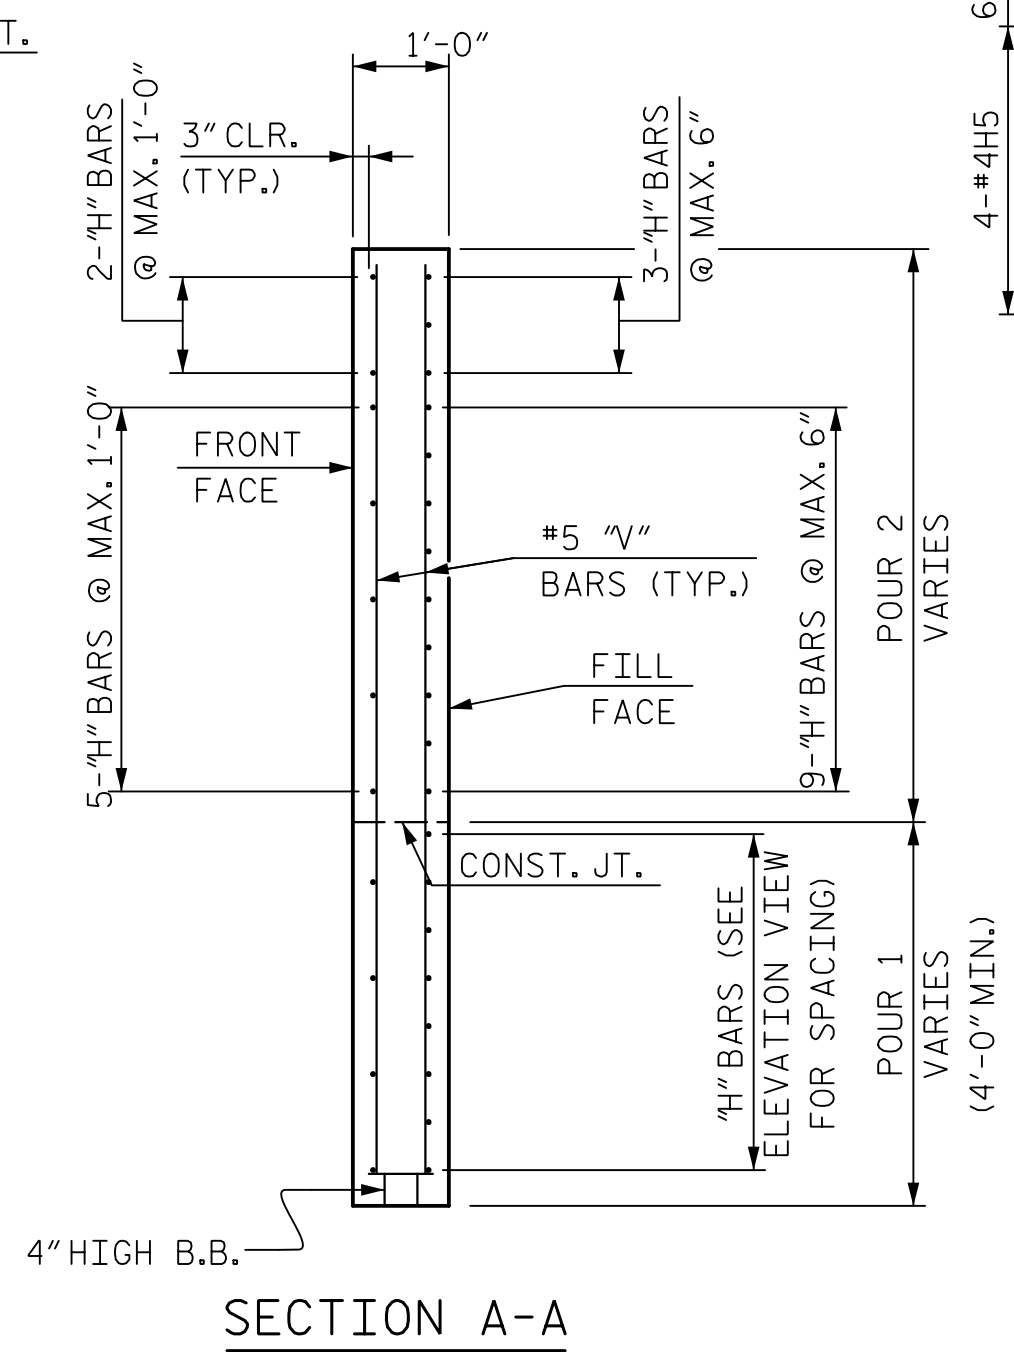 T.
1'-0"
6
2-"H" BARS
@ MAX. 1'-0"
3" CLR.
(TYP.)
3-"H" BARS
@ MAX. 6"
4-#4H5
5-"H" BARS @ MAX. 1'-0"
FRONT
FACE
#5 "V"
BARS (TYP.)
FILL
FACE
9-"H" BARS @ MAX. 6"
POUR 2
VARIES
CONST. JT.
"H" BARS (SEE
ELEVATION VIEW
FOR SPACING)
POUR 1
VARIES
(4'-0" MIN.)
4" HIGH B.B.
SECTION A-A